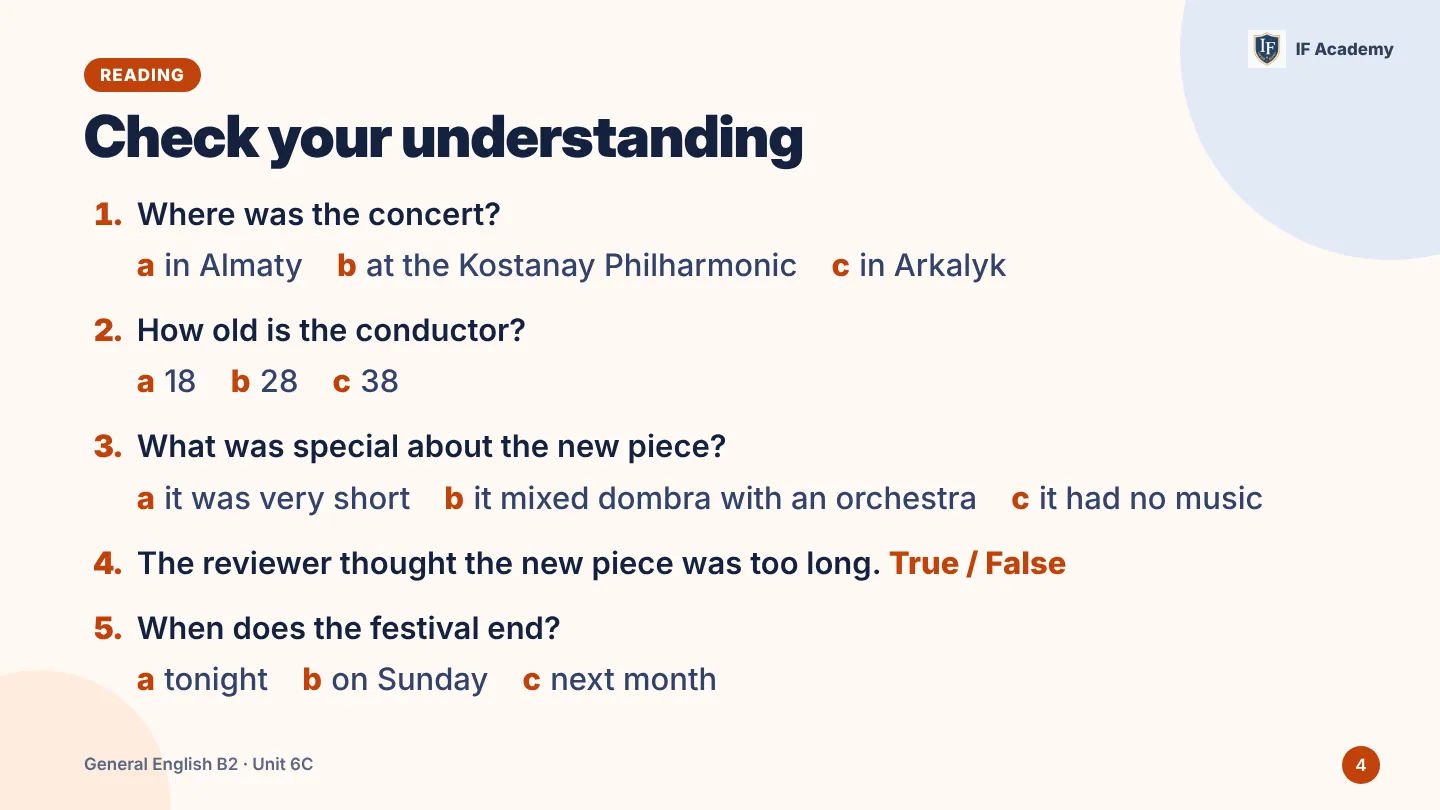 IF Academy
READING
Check your understanding
1. Where was the concert?
a in Almaty b at the Kostanay Philharmonic c in Arkalyk
2. How old is the conductor?
a 18 b 28 c 38
3. What was special about the new piece?
a it was very short b it mixed dombra with an orchestra c it had no music
4. The reviewer thought the new piece was too long. True / False
5. When does the festival end?
a tonight b on Sunday c next month
General English B2 · Unit 6C
4